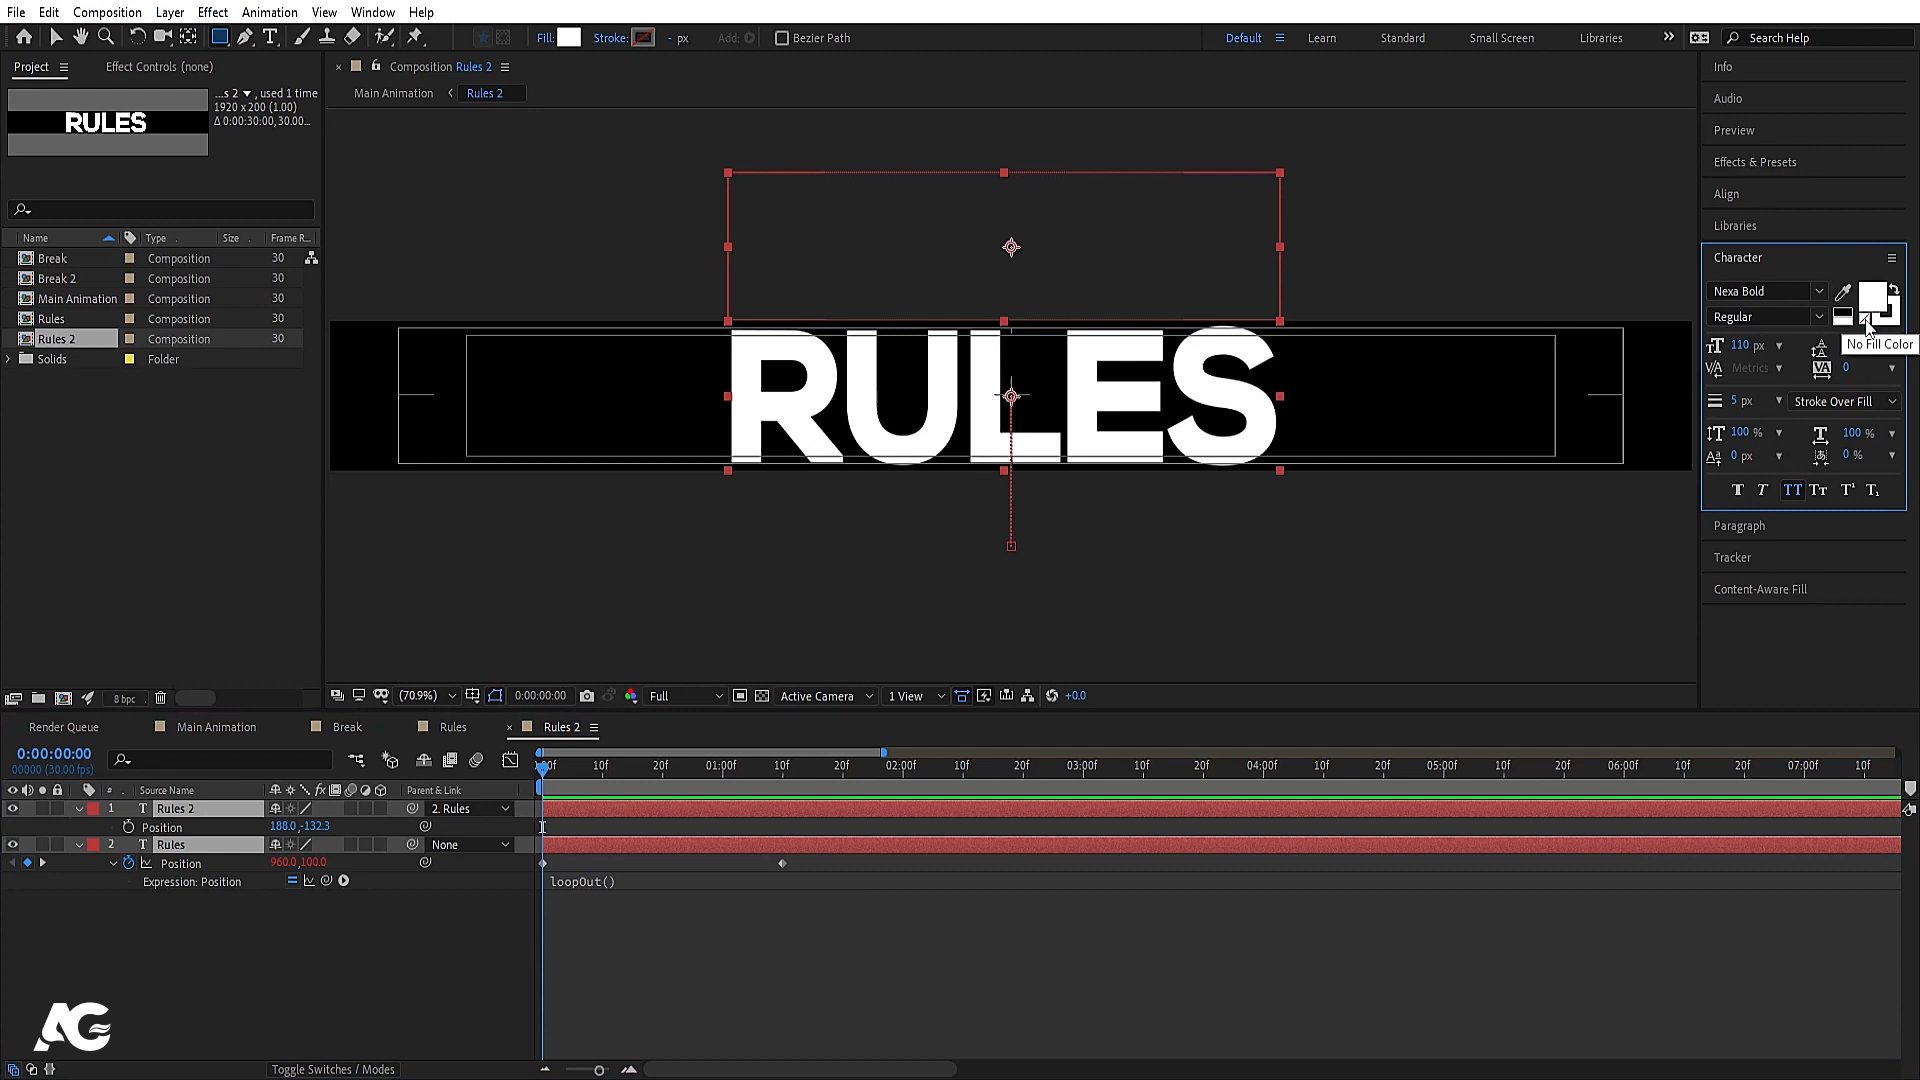 File Edit Composition Layer Effect Animation View Window Help
Fill: Stroke: - px Add: Bezier Path Default Learn Standard Small Screen Libraries Search Help
Project Effect Controls (none)
Composition Rules 2
Main Animation Rules 2
...s 2 , used 1 time
1920 x 200 (1.00)
Δ 0:00:30:00, 30.00...
RULES
Name Type Size Frame R...
Break Composition 30
Break 2 Composition 30
Main Animation Composition 30
Rules Composition 30
Rules 2 Composition 30
Solids Folder
8 bpc
RULES
(70.9%) 0:00:00:00 Full Active Camera 1 View +0.0
Info
Audio
Preview
Effects & Presets
Align
Libraries
Character
Nexa Bold
Regular
No Fill Color
110 px
Metrics 0
5 px Stroke Over Fill
100 % 100 %
0 px 0 %
Paragraph
Tracker
Content-Aware Fill
Render Queue Main Animation Break Rules Rules 2
0:00:00:00
00000 (30.00 fps)
10f 20f 01:00f 10f 20f 02:00f 10f 20f 03:00f 10f 20f 04:00f 10f 20f 05:00f 10f 20f 06:00f 10f 20f 07:00f 10f
# Source Name fx Parent & Link
1 T Rules 2 2. Rules
Position 188.0,-132.3
2 T Rules None
Position 960.0,100.0
Expression: Position loopOut()
AG
Toggle Switches / Modes